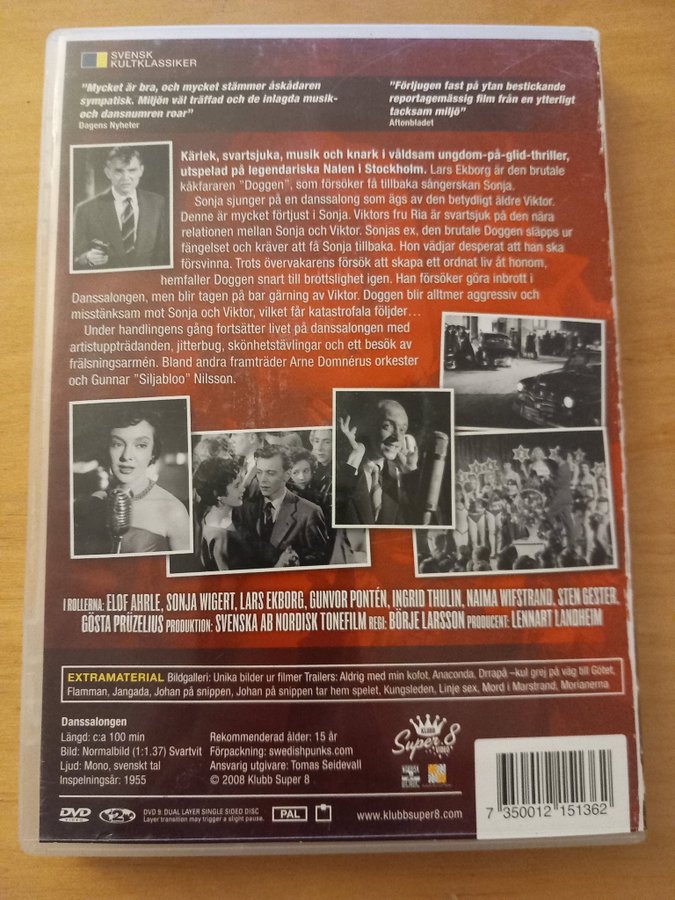 SVENSK
KULTKLASSIKER
"Mycket är bra, och mycket stämmer åskådaren
sympatisk. Miljön väl träffad och de inlagda musik-
och dansnumren roar"
Dagens Nyheter
"Förljugen fast på ytan bestickande
reportagemässig film från en ytterligt
tacksam miljö"
Aftonbladet
Kärlek, svartsjuka, musik och knark i våldsam ungdom-på-glid-thriller,
utspelad på legendariska Nalen i Stockholm. Lars Ekborg är den brutale
kåkfararen "Doggen", som försöker få tillbaka sångerskan Sonja.
Sonja sjunger på en danssalong som ägs av den betydligt äldre Viktor.
Denne är mycket förtjust i Sonja. Viktors fru Ria är svartsjuk på den nära
relationen mellan Sonja och Viktor. Sonjas ex, den brutale Doggen släpps ur
fängelset och kräver att få Sonja tillbaka. Hon vädjar desperat att han ska
försvinna. Trots övervakarens försök att skapa ett ordnat liv åt honom,
hemfaller Doggen snart till brottslighet igen. Han försöker göra inbrott i
Danssalongen, men blir tagen på bar gärning av Viktor. Doggen blir alltmer aggressiv och
misstänksam mot Sonja och Viktor, vilket får katastrofala följder...
Under handlingens gång fortsätter livet på danssalongen med
artistuppträdanden, jitterbug, skönhetstävlingar och ett besök av
frälsningsarmén. Bland andra framträder Arne Domnérus orkester
och Gunnar "Siljabloo" Nilsson.
I ROLLERNA: ELOF AHRLE, SONJA WIGERT, LARS EKBORG, GUNVOR PONTÉN, INGRID THULIN, NAIMA WIFSTRAND, STEN GESTER,
GÖSTA PRÜZELIUS PRODUKTION: SVENSKA AB NORDISK TONEFILM REGI: BÖRJE LARSSON PRODUCENT: LENNART LANDHEIM
EXTRAMATERIAL Bildgalleri: Unika bilder ur filmer Trailers: Aldrig med min kofot, Anaconda, Drrapå –kul grej på väg till Götet,
Flamman, Jangada, Johan på snippen, Johan på snippen tar hem spelet, Kungsleden, Linje sex, Mord i Marstrand, Morianerna
Danssalongen
Längd: c:a 100 min
Bild: Normalbild (1:1.37) Svartvit
Ljud: Mono, svenskt tal
Inspelningsår: 1955
Rekommenderad ålder: 15 år
Förpackning: swedishpunks.com
Ansvarig utgivare: Tomas Seidevall
© 2008 Klubb Super 8
KLUBB
Super 8
VIDEO
DVD
VIDEO
2
DVD 9: DUAL LAYER SINGLE SIDED DISC
Layer transition may trigger a slight pause.
PAL
www.klubbsuper8.com
7 350012 151362